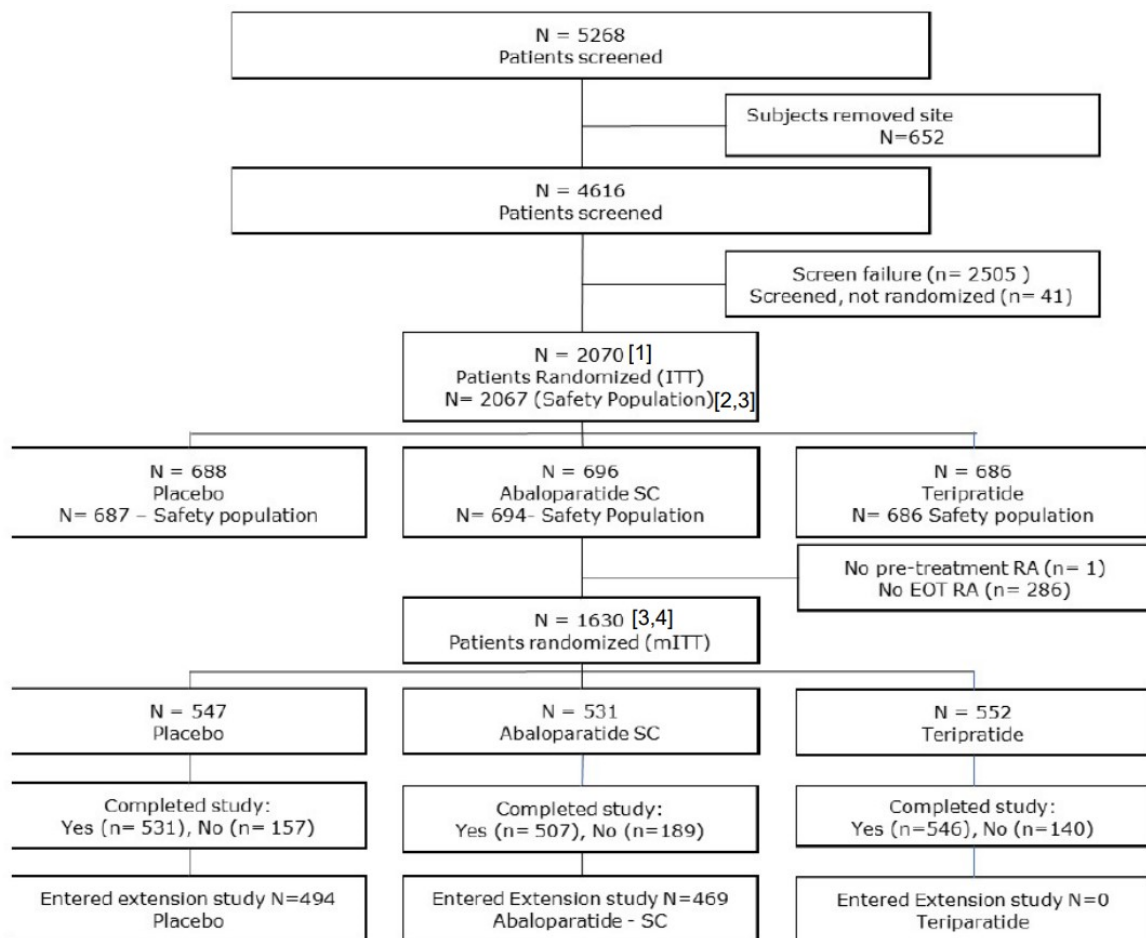 N = 5268
Patients screened
Subjects removed site
N=652
N = 4616
Patients screened
Screen failure (n= 2505 )
Screened, not randomized (n= 41)
N = 2070 [1]
Patients Randomized (ITT)
N= 2067 (Safety Population)[2,3]
N = 688
Placebo
N= 687 – Safety population
N = 696
Abaloparatide SC
N= 694- Safety Population
N = 686
Teripratide
N= 686 Safety population
No pre-treatment RA (n= 1)
No EOT RA (n= 286)
N = 1630 [3,4]
Patients randomized (mITT)
N = 547
Placebo
N = 531
Abaloparatide SC
N = 552
Teripratide
Completed study:
Yes (n= 531), No (n= 157)
Completed study:
Yes (n= 507), No (n=189)
Completed study:
Yes (n=546), No (n=140)
Entered extension study N=494
Placebo
Entered Extension study N=469
Abaloparatide - SC
Entered Extension study N=0
Teriparatide